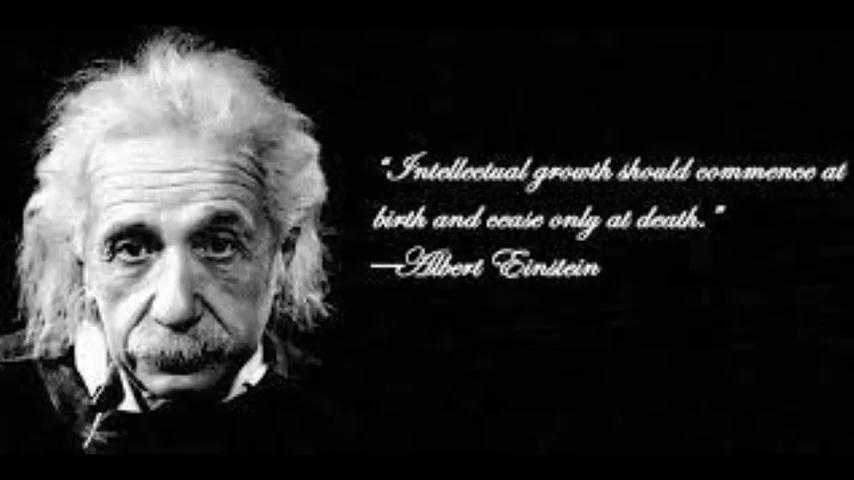 “Intellectual growth should commence at
birth and cease only at death.”
—Albert Einstein